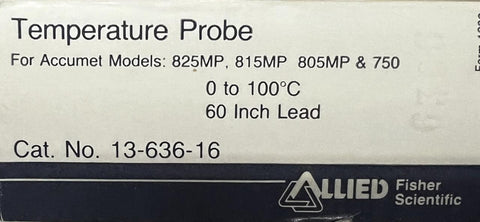 Temperature Probe
For Accumet Models: 825MP, 815MP 805MP & 750
0 to 100°C
60 Inch Lead
Cat. No. 13-636-16
ALLIED Fisher
Scientific